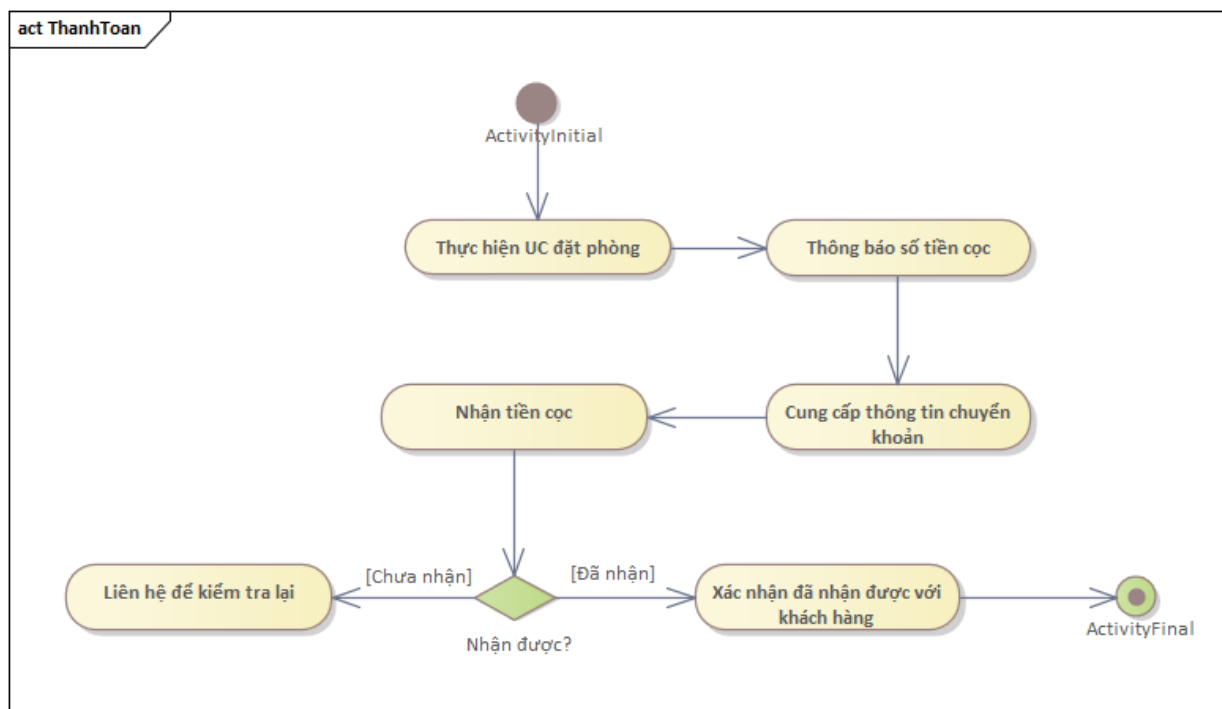 act ThanhToan
ActivityInitial
Thực hiện UC đặt phòng
Thông báo số tiền cọc
Cung cấp thông tin chuyển
khoản
Nhận tiền cọc
Nhận được?
[Chưa nhận]
Liên hệ để kiểm tra lại
[Đã nhận]
Xác nhận đã nhận được với
khách hàng
ActivityFinal